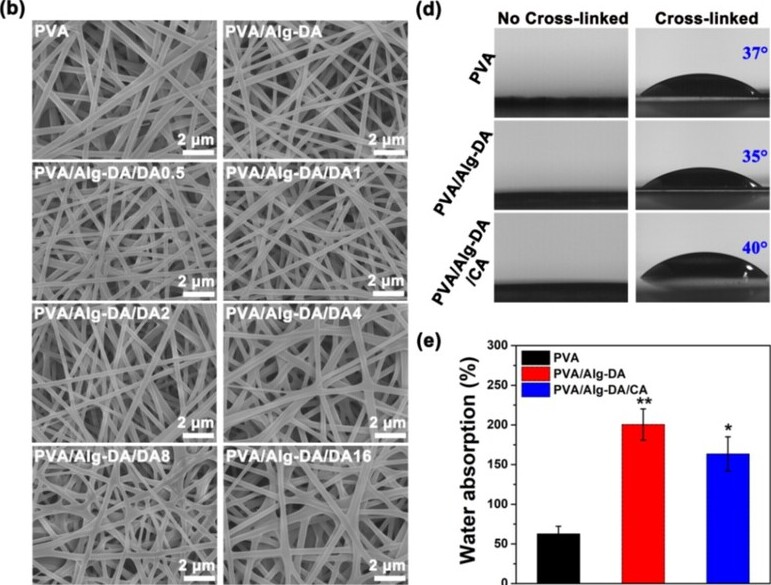 (b)
PVA
2 μm
PVA/Alg-DA
2 μm
PVA/Alg-DA/DA0.5
2 μm
PVA/Alg-DA/DA1
2 μm
PVA/Alg-DA/DA2
2 μm
PVA/Alg-DA/DA4
2 μm
PVA/Alg-DA/DA8
2 μm
PVA/Alg-DA/DA16
2 μm
(d)
No Cross-linked
Cross-linked
PVA
37°
PVA/Alg-DA
35°
PVA/Alg-DA
/CA
40°
(e)
Water absorption (%)
300
250
200
150
100
50
0
PVA
PVA/Alg-DA
PVA/Alg-DA/CA
**
*